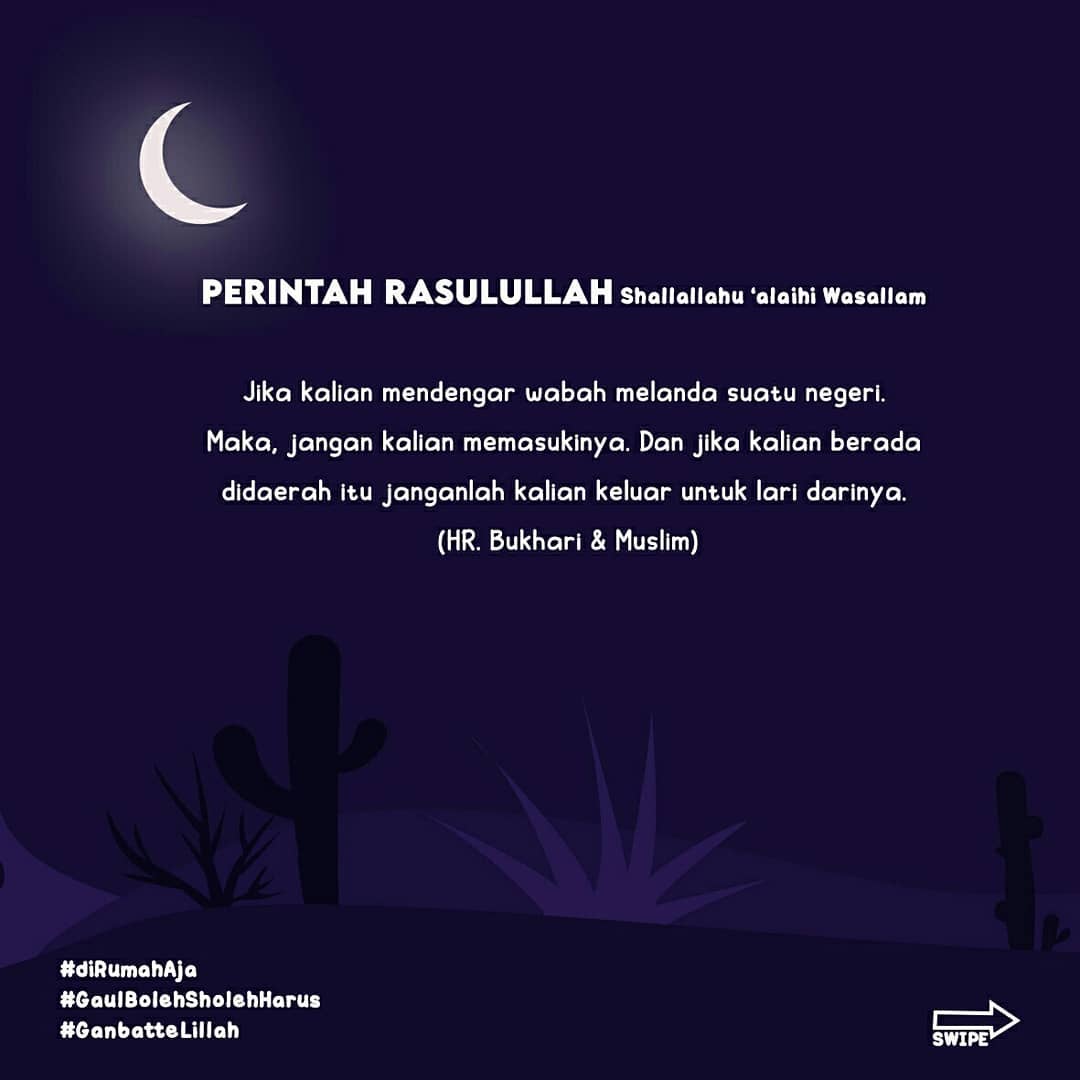 PERINTAH RASULULLAH Shallallahu ‘alaihi Wasallam
Jika kalian mendengar wabah melanda suatu negeri.
Maka, jangan kalian memasukinya. Dan jika kalian berada
didaerah itu janganlah kalian keluar untuk lari darinya.
(HR. Bukhari & Muslim)
#diRumahAja
#GaulBolehSholehHarus
#GanbatteLillah
SWIPE